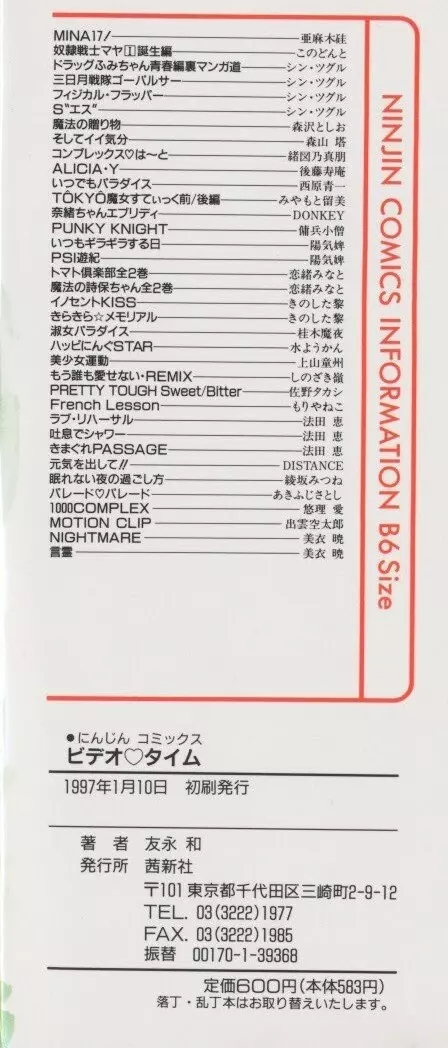 MINA17!――亜麻木硅
奴隷戦士マヤ①誕生編――このどんと
ドラッグふみちゃん青春編裏マンガ道――シン・ツグル
三日月戦隊ゴーバルサー――シン・ツグル
フィジカル・フラッパー――シン・ツグル
S"エス"――シン・ツグル
魔法の贈り物――森沢としお
そしてイイ気分――森山 塔
コンプレックス♡は〜と――緒図乃真朋
ALICIA・Y――後藤寿庵
いつでもパラダイス――西原青一
TŌKYŌ魔女すてぃっく前/後編――みやもと留美
奈緒ちゃんエブリディ――DONKEY
PUNKY KNIGHT――傭兵小僧
いつもギラギラする日――陽気婢
PSI遊紀――陽気婢
トマト倶楽部全2巻――恋緒みなと
魔法の詩保ちゃん全2巻――恋緒みなと
イノセントKISS――きのした黎
きらきら☆メモリアル――きのした黎
淑女パラダイス――桂木魔夜
ハッピにんぐSTAR――水ようかん
美少女運動――上山童州
もう誰も愛せない・REMIX――しのざき嶺
PRETTY TOUGH Sweet/Bitter――佐野タカシ
French Lesson――もりやねこ
ラブ・リハーサル――法田 恵
吐息でシャワー――法田 恵
きまぐれPASSAGE――法田 恵
元気を出して!!――DISTANCE
眠れない夜の過ごし方――綾坂みつね
パレード♡パレード――あきふじさとし
1000COMPLEX――悠理 愛
MOTION CLIP――出雲空太郎
NIGHTMARE――美衣 暁
言霊――美衣 暁
NINJIN COMICS INFORMATION B6 Size
●にんじん コミックス
ビデオ♡タイム
1997年1月10日 初刷発行
著 者 友永 和
発行所 茜新社
〒101 東京都千代田区三崎町2-9-12
TEL. 03(3222)1977
FAX. 03(3222)1985
振替 00170-1-39368
定価600円(本体583円)
落丁・乱丁本はお取り替えいたします。